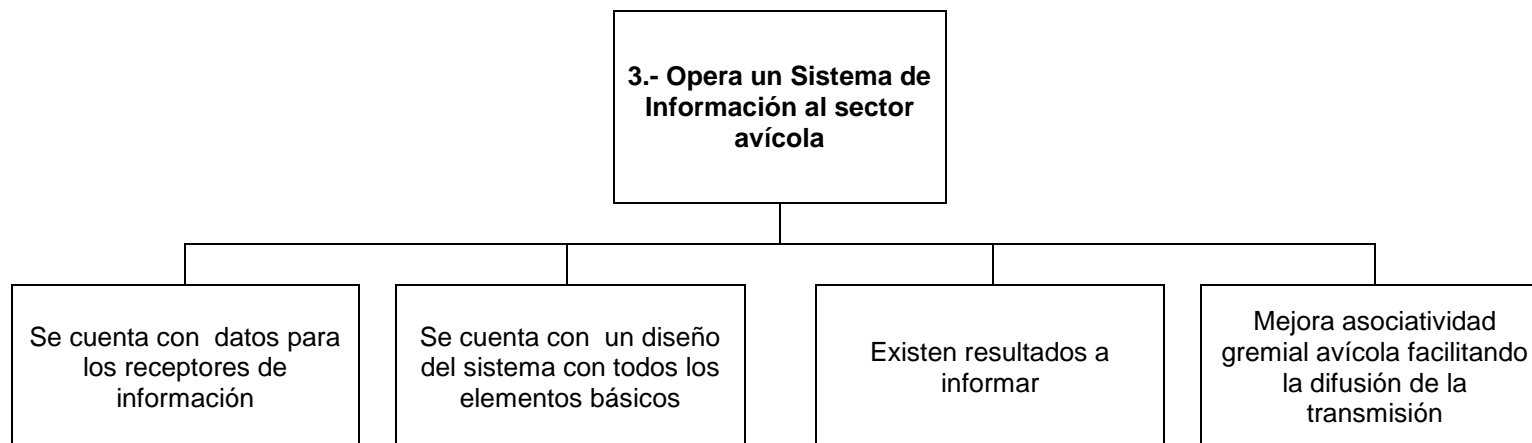 3.- Opera un Sistema de
Información al sector
avícola
Se cuenta con  datos para
los receptores de
información
Se cuenta con  un diseño
del sistema con todos los
elementos básicos
Existen resultados a
informar
Mejora asociatividad
gremial avícola facilitando
la difusión de la
transmisión